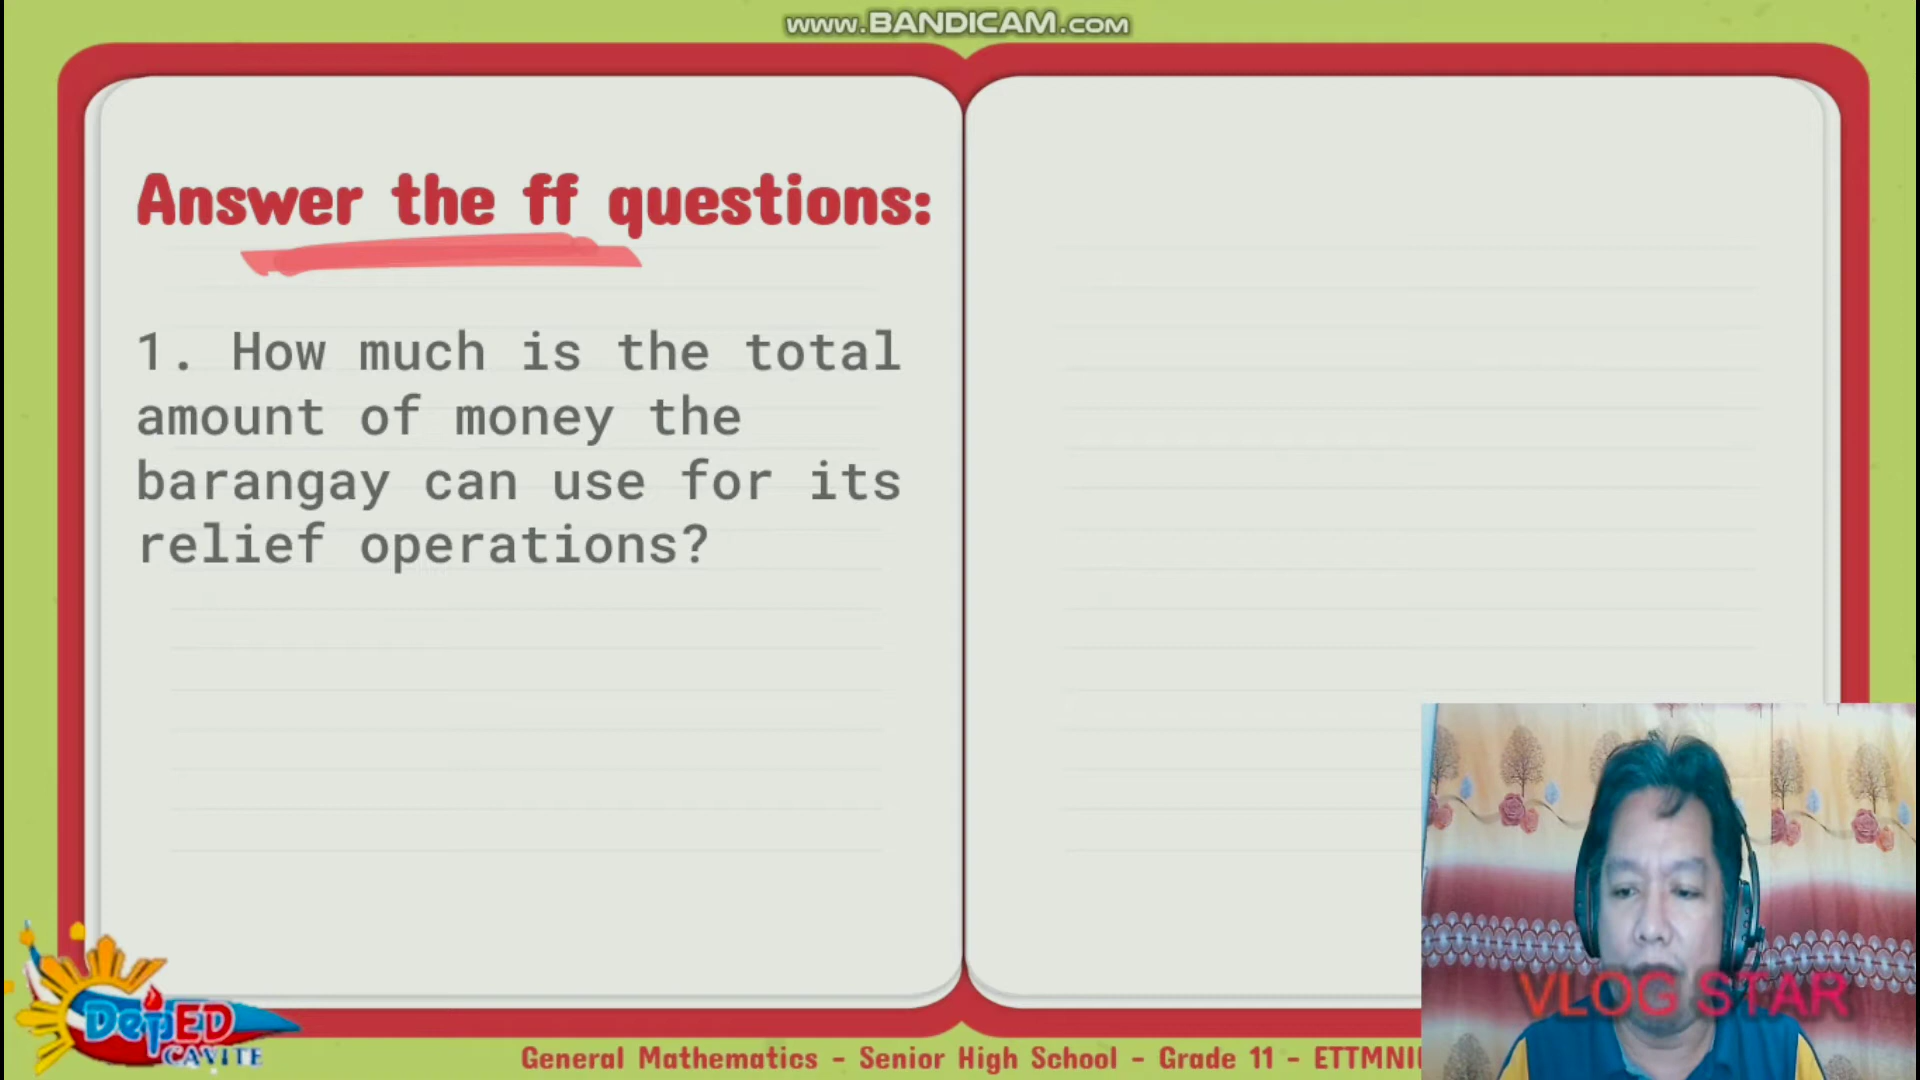 www.BANDICAM.com
Answer the ff questions:
1. How much is the total
amount of money the
barangay can use for its
relief operations?
DepED
CAVITE
General Mathematics - Senior High School - Grade 11 - ETTMNI
VLOG STAR